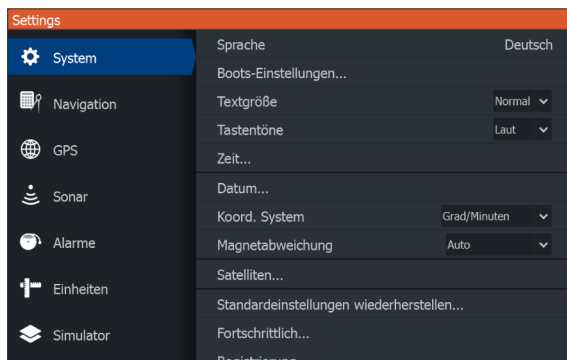 Settings
System
Navigation
GPS
Sonar
Alarme
Einheiten
Simulator
Sprache Deutsch
Boots-Einstellungen...
Textgröße Normal
Tastentöne Laut
Zeit...
Datum...
Koord. System Grad/Minuten
Magnetabweichung Auto
Satelliten...
Standardeinstellungen wiederherstellen...
Fortschrittlich...